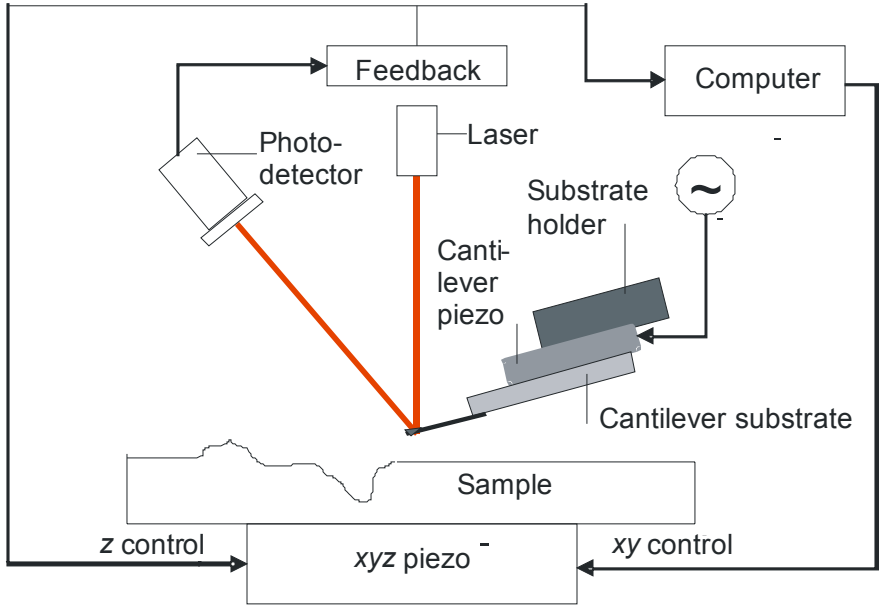 Feedback
Computer
Laser
Photo-
detector
Substrate
holder
~
Canti-
lever
piezo
Cantilever substrate
Sample
z control
xyz piezo
xy control